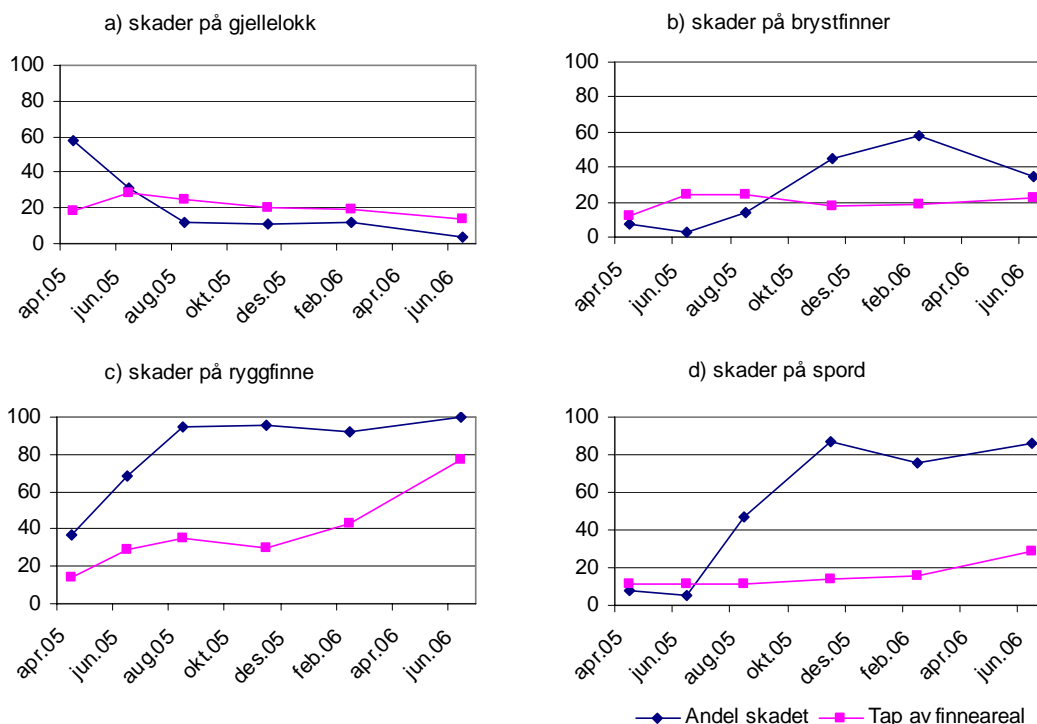 a) skader på gjellelokk
100
80
60
40
20
0
apr.05 jun.05 aug.05 okt.05 des.05 feb.06 apr.06 jun.06
b) skader på brystfinner
100
80
60
40
20
0
apr.05 jun.05 aug.05 okt.05 des.05 feb.06 apr.06 jun.06
c) skader på ryggfinne
100
80
60
40
20
0
apr.05 jun.05 aug.05 okt.05 des.05 feb.06 apr.06 jun.06
d) skader på spord
100
80
60
40
20
0
apr.05 jun.05 aug.05 okt.05 des.05 feb.06 apr.06 jun.06
Andel skadet Tap av finneareal